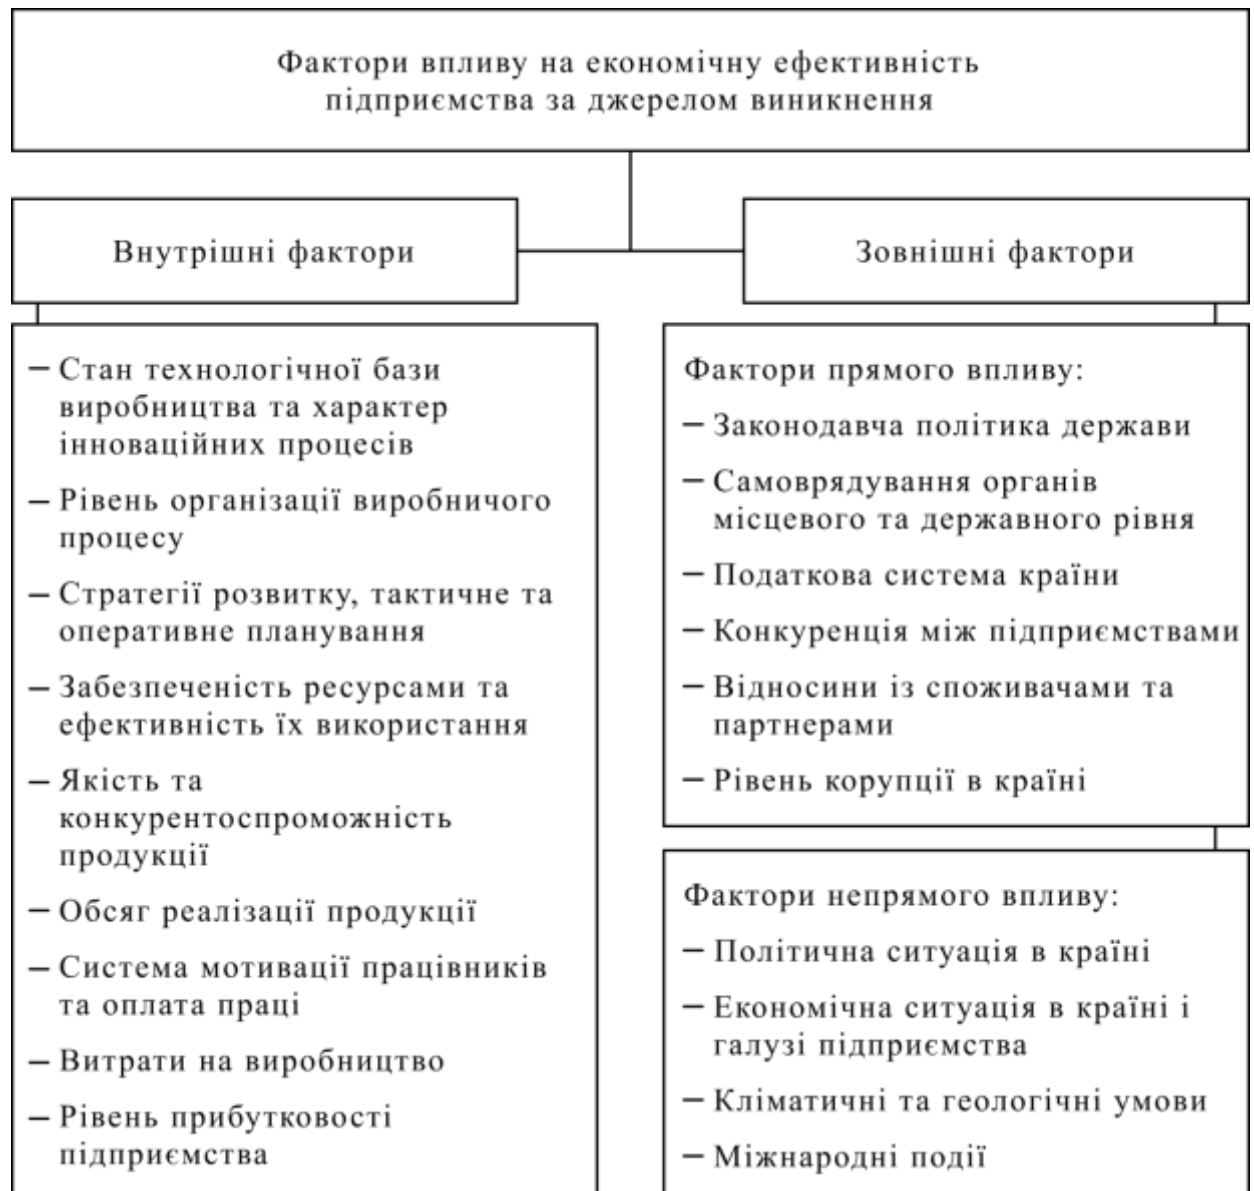 Фактори впливу на економічну ефективність
підприємства за джерелом виникнення
Внутрішні фактори
— Стан технологічної бази
виробництва та характер
інноваційних процесів
— Рівень організації виробничого
процесу
— Стратегії розвитку, тактичне та
оперативне планування
— Забезпеченість ресурсами та
ефективність їх використання
— Якість та
конкурентоспроможність
продукції
— Обсяг реалізації продукції
— Система мотивації працівників
та оплата праці
— Витрати на виробництво
— Рівень прибутковості
підприємства
Зовнішні фактори
Фактори прямого впливу:
— Законодавча політика держави
— Самоврядування органів
місцевого та державного рівня
— Податкова система країни
— Конкуренція між підприємствами
— Відносини із споживачами та
партнерами
— Рівень корупції в країні
Фактори непрямого впливу:
— Політична ситуація в країні
— Економічна ситуація в країні і
галузі підприємства
— Кліматичні та геологічні умови
— Міжнародні події